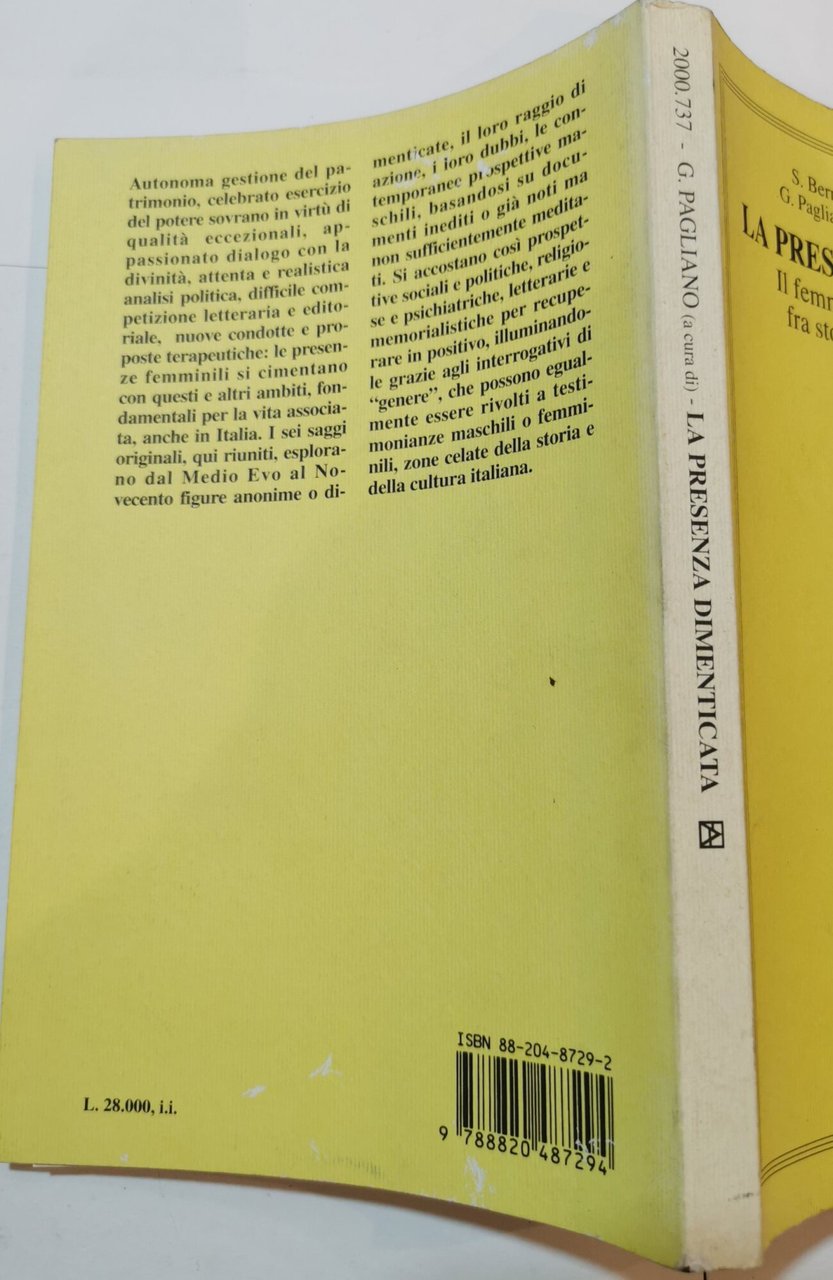 Autonoma gestione del pa-
trimonio, celebrato esercizio
del potere sovrano in virtù di
qualità eccezionali, ap-
passionato dialogo con la
divinità, attenta e realistica
analisi politica, difficile com-
petizione letteraria e edito-
riale, nuove condotte e pro-
poste terapeutiche: le presen-
ze femminili si cimentano
con questi e altri ambiti, fon-
damentali per la vita associa-
ta, anche in Italia. I sei saggi
originali, qui riuniti, esplora-
no dal Medio Evo al No-
vecento figure anonime o di-
menticate, il loro raggio di
azione, i loro dubbi, le con-
temporanee prospettive ma-
schili, basandosi su docu-
menti inediti o già noti ma
non sufficientemente medita-
ti. Si accostano così prospet-
tive sociali e politiche, religio-
se e psichiatriche, letterarie e
memorialistiche per recupe-
rare in positivo, illuminando-
le grazie agli interrogativi di
“genere”, che possono egual-
mente essere rivolti a testi-
monianze maschili o femmi-
nili, zone celate della storia e
della cultura italiana.
L. 28.000, i.i.
ISBN 88-204-8729-2
9 788820 487294
2000.737 - G. PAGLIANO (a cura di) - LA PRESENZA DIMENTICATA
S. Ber
G. Paglia
LA PRES
Il femm
fra sto